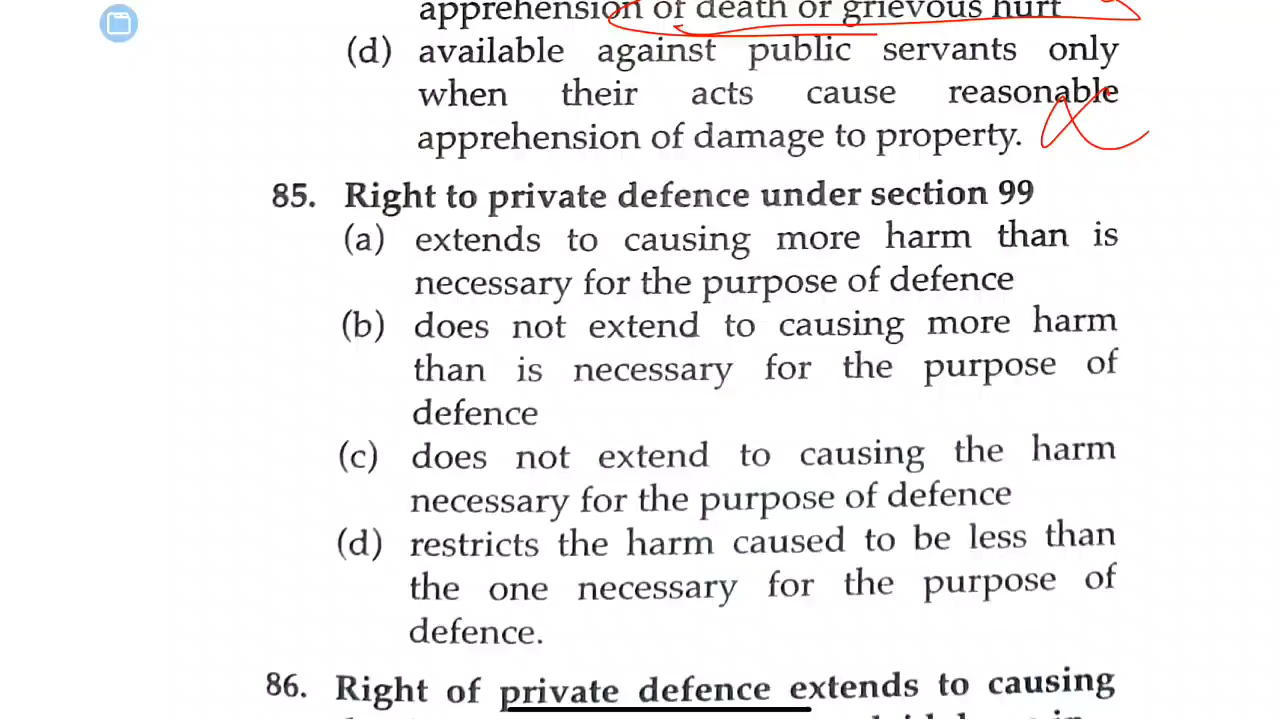 apprehension of death or grievous hurt
(d) available against public servants only
when their acts cause reasonable
apprehension of damage to property.
85. Right to private defence under section 99
(a) extends to causing more harm than is
necessary for the purpose of defence
(b) does not extend to causing more harm
than is necessary for the purpose of
defence
(c) does not extend to causing the harm
necessary for the purpose of defence
(d) restricts the harm caused to be less than
the one necessary for the purpose of
defence.
86. Right of private defence extends to causing